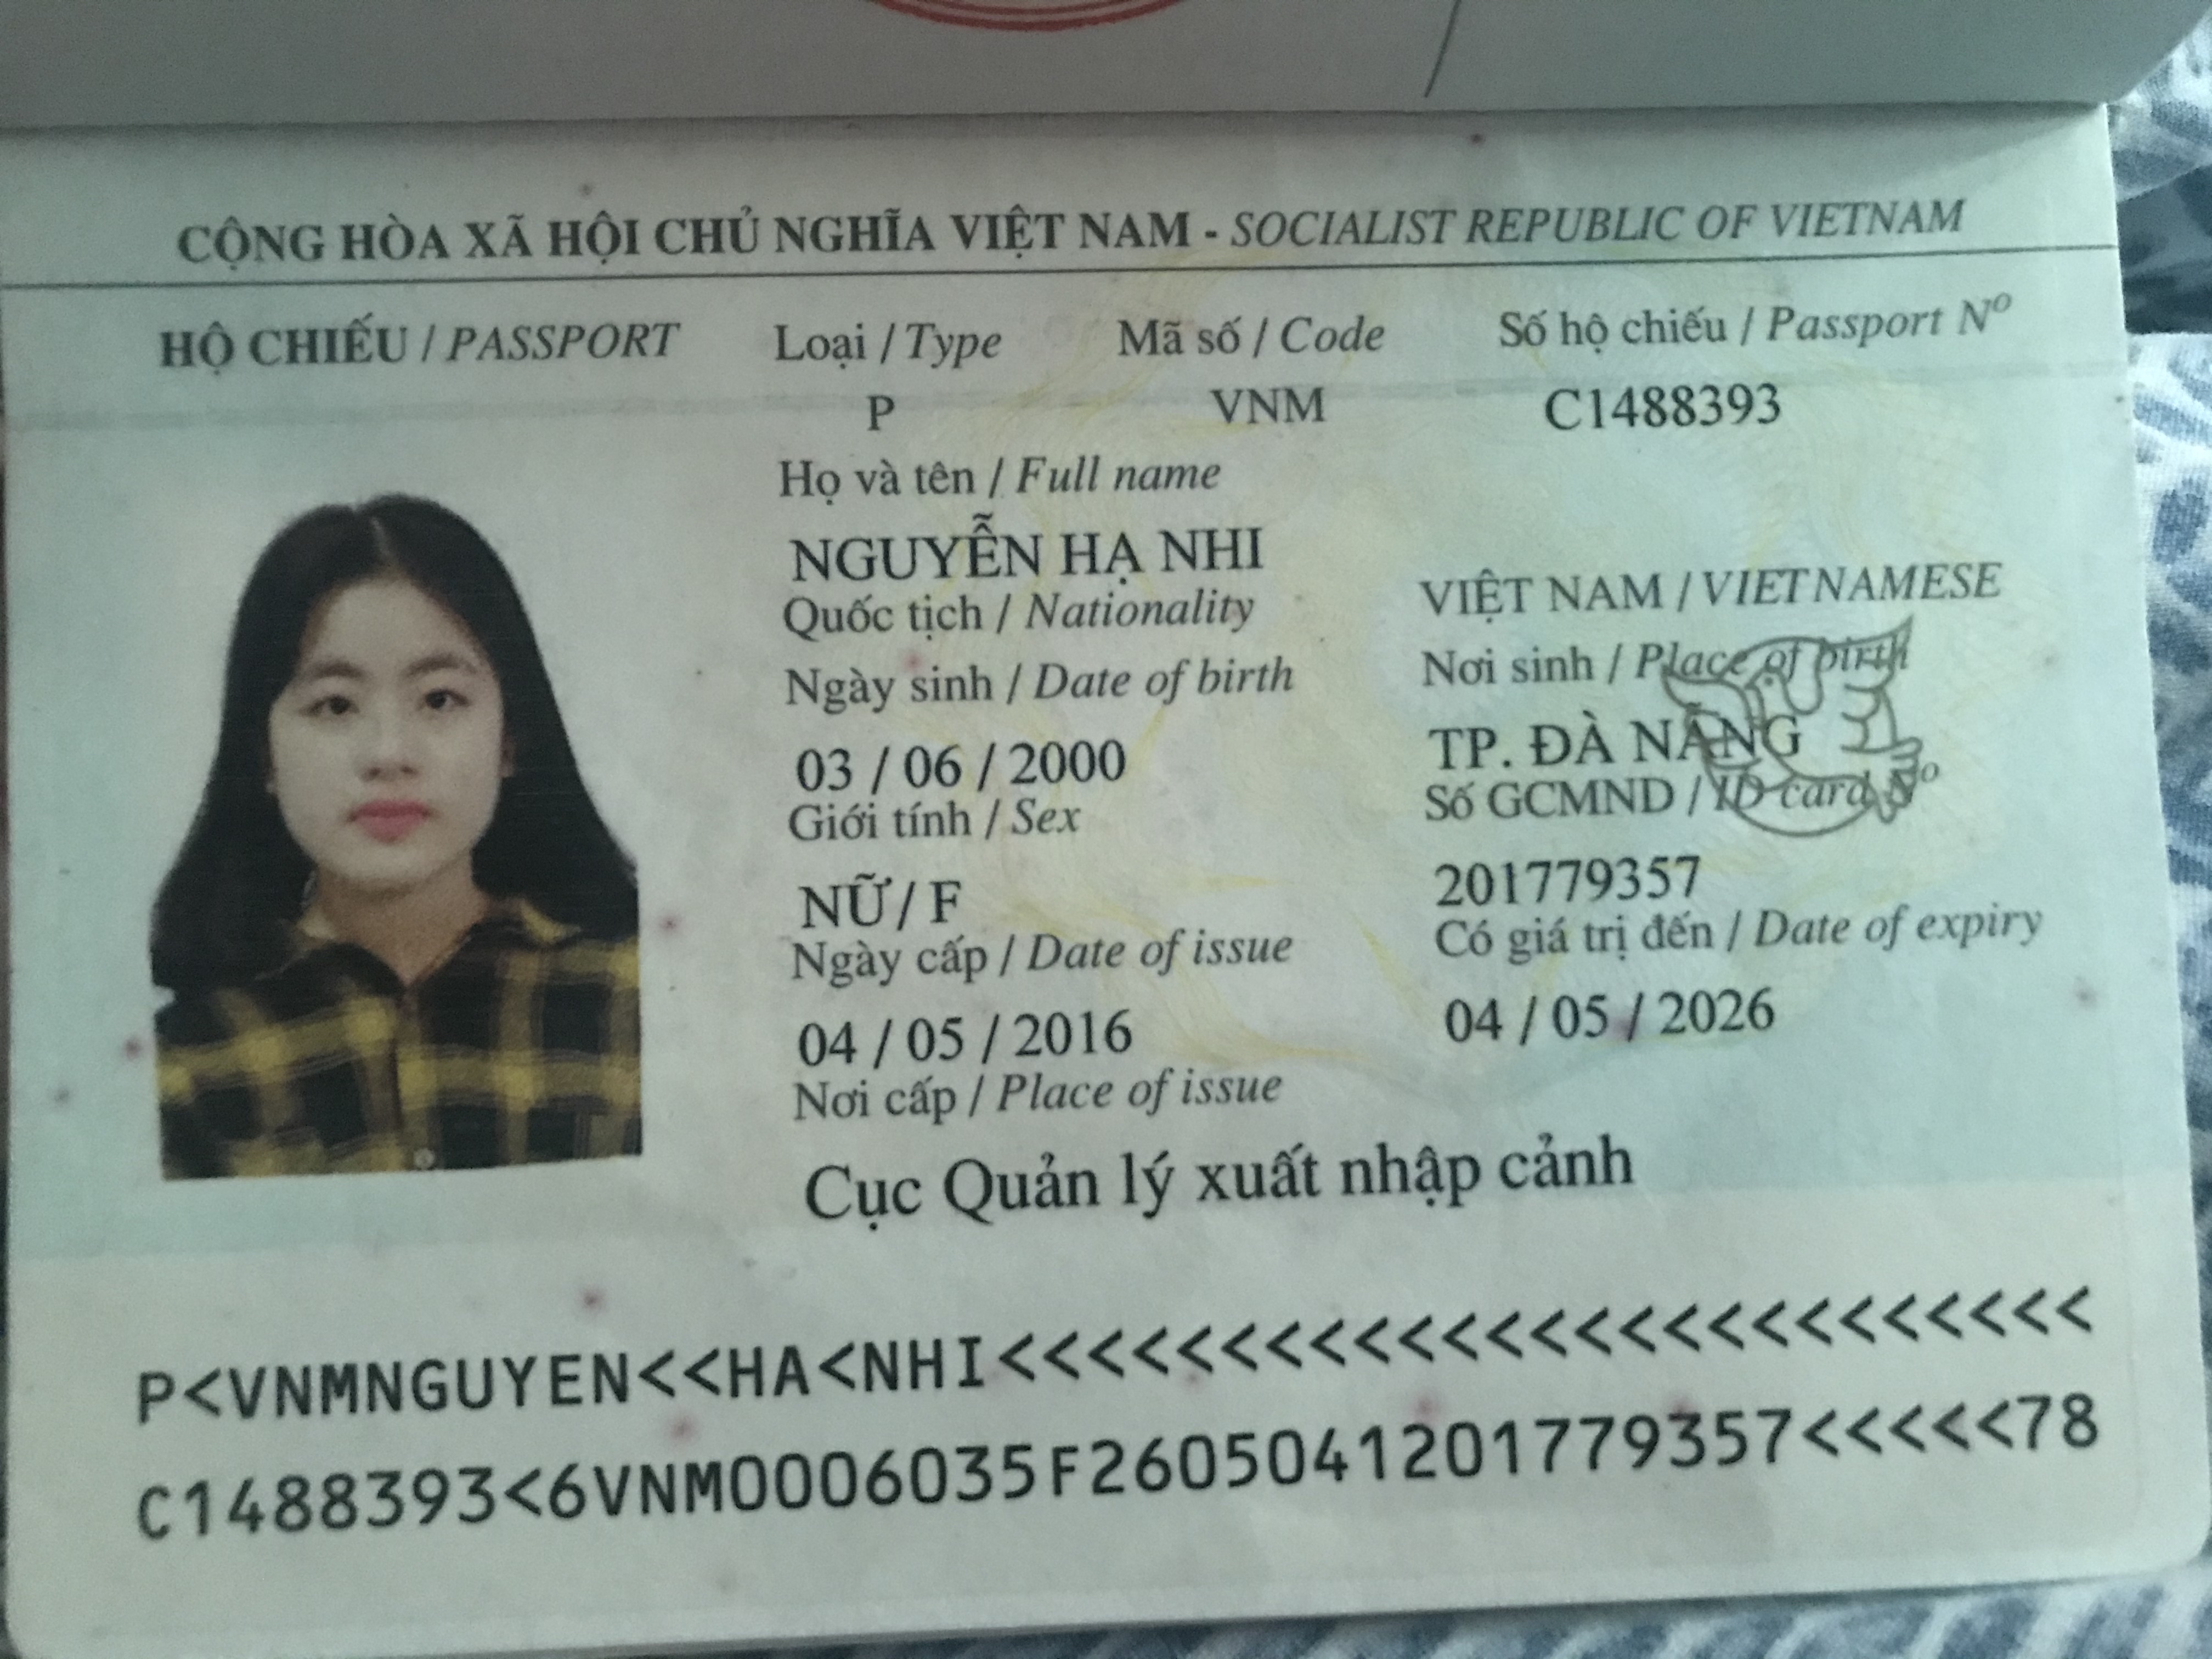 CỘNG HÒA XÃ HỘI CHỦ NGHĨA VIỆT NAM - SOCIALIST REPUBLIC OF VIETNAM
HỘ CHIẾU / PASSPORT Loại / Type Mã số / Code Số hộ chiếu / Passport Nº
P VNM C1488393
Họ và tên / Full name
NGUYỄN HẠ NHI
Quốc tịch / Nationality VIỆT NAM / VIETNAMESE
Ngày sinh / Date of birth Nơi sinh / Place of birth
03 / 06 / 2000 TP. ĐÀ NẴNG
Giới tính / Sex Số GCMND / ID card Nº
NỮ / F 201779357
Ngày cấp / Date of issue Có giá trị đến / Date of expiry
04 / 05 / 2016 04 / 05 / 2026
Nơi cấp / Place of issue
Cục Quản lý xuất nhập cảnh
P<VNMNGUYEN<<HA<NHI<<<<<<<<<<<<<<<<<<<<<<<<<
C1488393<6VNM0006035F2605041201779357<<<<<78